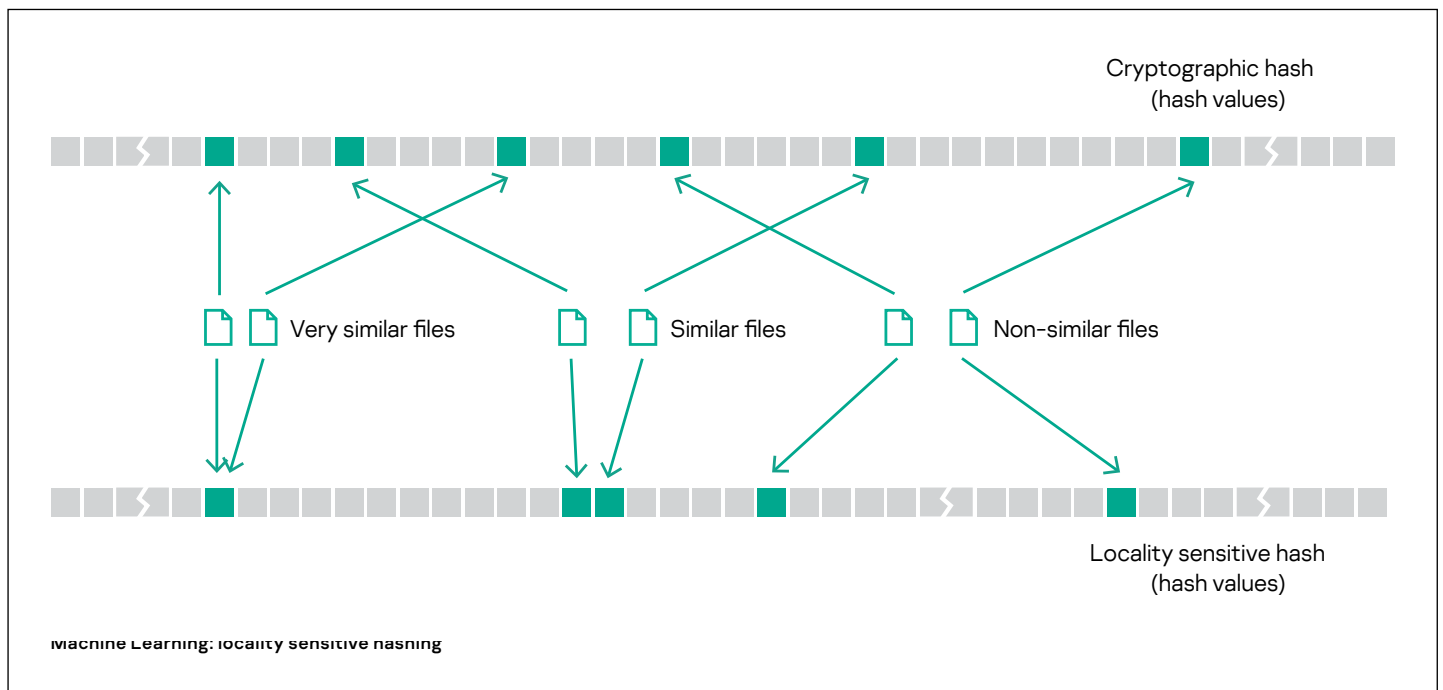 Cryptographic hash
(hash values)
Very similar files
Similar files
Non-similar files
Locality sensitive hash
(hash values)
Machine Learning: locality sensitive hashing